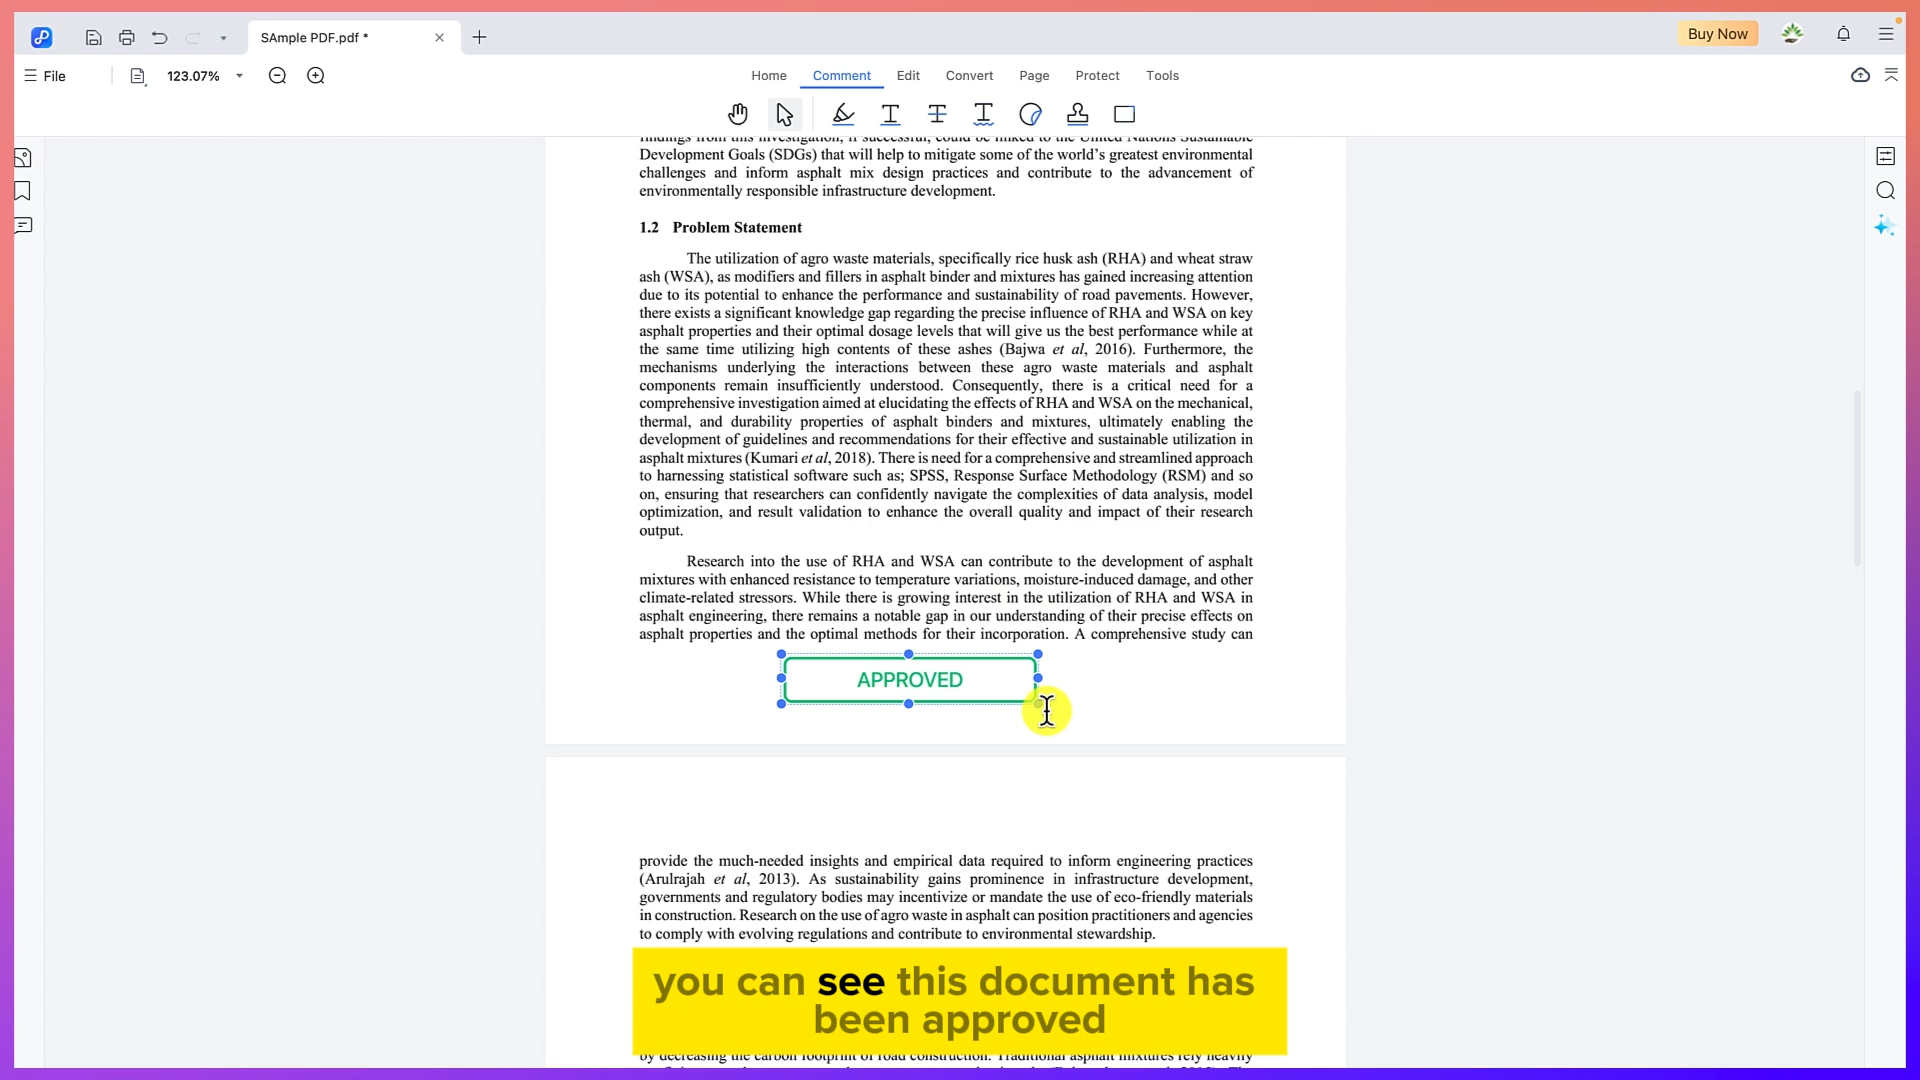 SAmple PDF.pdf *
Buy Now
File
123.07%
Home
Comment
Edit
Convert
Page
Protect
Tools
findings from this investigation, if successful, could be linked to the United Nations Sustainable
Development Goals (SDGs) that will help to mitigate some of the world's greatest environmental
challenges and inform asphalt mix design practices and contribute to the advancement of
environmentally responsible infrastructure development.
1.2 Problem Statement
The utilization of agro waste materials, specifically rice husk ash (RHA) and wheat straw
ash (WSA), as modifiers and fillers in asphalt binder and mixtures has gained increasing attention
due to its potential to enhance the performance and sustainability of road pavements. However,
there exists a significant knowledge gap regarding the precise influence of RHA and WSA on key
asphalt properties and their optimal dosage levels that will give us the best performance while at
the same time utilizing high contents of these ashes (Bajwa et al, 2016). Furthermore, the
mechanisms underlying the interactions between these agro waste materials and asphalt
components remain insufficiently understood. Consequently, there is a critical need for a
comprehensive investigation aimed at elucidating the effects of RHA and WSA on the mechanical,
thermal, and durability properties of asphalt binders and mixtures, ultimately enabling the
development of guidelines and recommendations for their effective and sustainable utilization in
asphalt mixtures (Kumari et al, 2018). There is need for a comprehensive and streamlined approach
to harnessing statistical software such as; SPSS, Response Surface Methodology (RSM) and so
on, ensuring that researchers can confidently navigate the complexities of data analysis, model
optimization, and result validation to enhance the overall quality and impact of their research
output.
Research into the use of RHA and WSA can contribute to the development of asphalt
mixtures with enhanced resistance to temperature variations, moisture-induced damage, and other
climate-related stressors. While there is growing interest in the utilization of RHA and WSA in
asphalt engineering, there remains a notable gap in our understanding of their precise effects on
asphalt properties and the optimal methods for their incorporation. A comprehensive study can
APPROVED
provide the much-needed insights and empirical data required to inform engineering practices
(Arulrajah et al, 2013). As sustainability gains prominence in infrastructure development,
governments and regulatory bodies may incentivize or mandate the use of eco-friendly materials
in construction. Research on the use of agro waste in asphalt can position practitioners and agencies
to comply with evolving regulations and contribute to environmental stewardship.
you can see this document has
been approved
by decreasing the carbon footprint of road construction. Traditional asphalt mixtures rely heavily